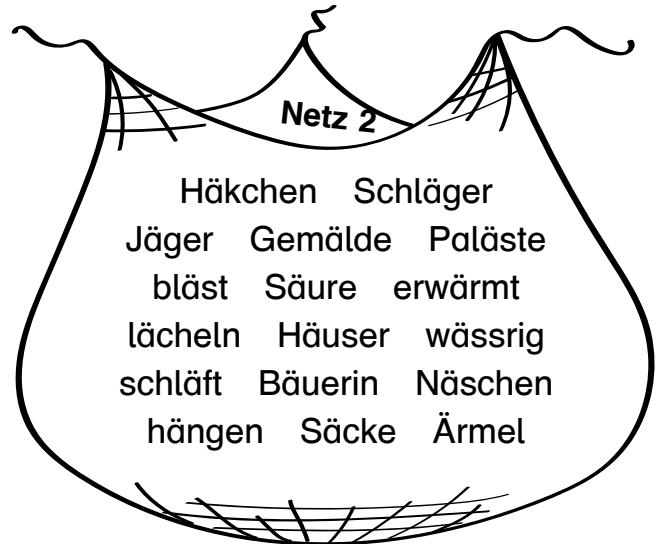 Netz 2
Häkchen Schläger
Jäger Gemälde Paläste
bläst Säure erwärmt
lächeln Häuser wässrig
schläft Bäuerin Näschen
hängen Säcke Ärmel